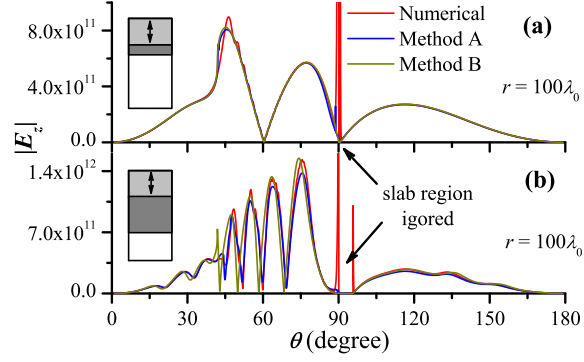 8.0x10¹¹
4.0x10¹¹
0.0
|E_z|
Numerical
Method A
Method B
(a)
r = 100λ₀
1.4x10¹²
7.0x10¹¹
0.0
(b)
slab region
igored
r = 100λ₀
0 30 60 90 120 150 180
θ (degree)